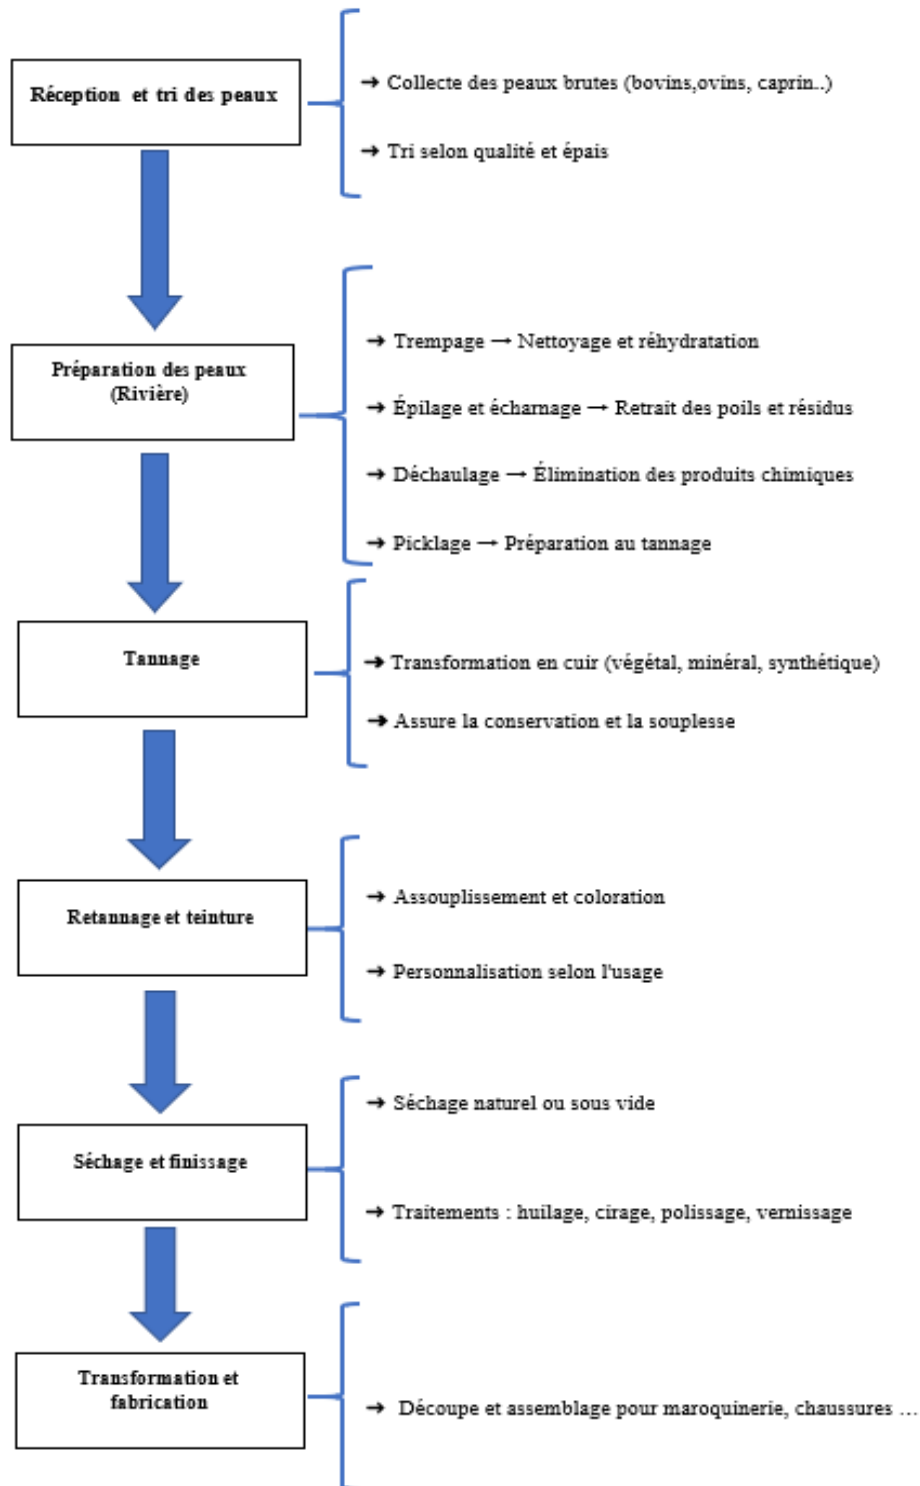 Réception et tri des peaux
→ Collecte des peaux brutes (bovins,ovins, caprin..)
→ Tri selon qualité et épais
Préparation des peaux
(Rivière)
→ Trempage → Nettoyage et réhydratation
→ Épilage et écharnage → Retrait des poils et résidus
→ Déchaulage → Élimination des produits chimiques
→ Picklage → Préparation au tannage
Tannage
→ Transformation en cuir (végétal, minéral, synthétique)
→ Assure la conservation et la souplesse
Retannage et teinture
→ Assouplissement et coloration
→ Personnalisation selon l'usage
Séchage et finissage
→ Séchage naturel ou sous vide
→ Traitements : huilage, cirage, polissage, vernissage
Transformation et
fabrication
→ Découpe et assemblage pour maroquinerie, chaussures ...